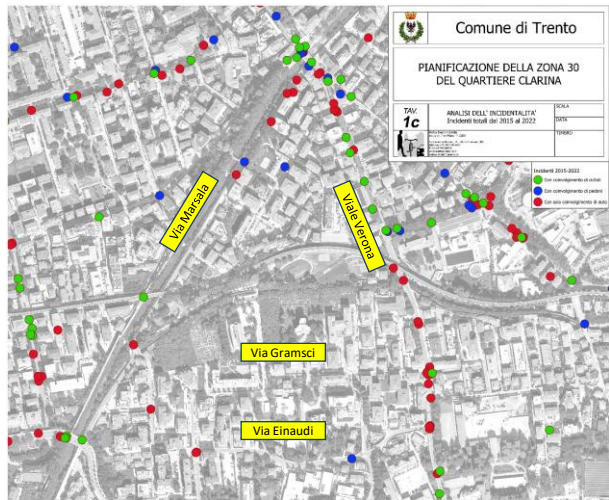 Comune di Trento
PIANIFICAZIONE DELLA ZONA 30
DEL QUARTIERE CLARINA
TAV.
1c
ANALISI DELL' INCIDENTALITA'
Incidenti totali dal 2015 al 2022
SCALA
DATA
TIMBRO
Incidenti 2015-2022
Con coinvolgimento di ciclisti
Con coinvolgimento di pedoni
Con solo coinvolgimento di auto
Via Marsala
Viale Verona
Via Gramsci
Via Einaudi